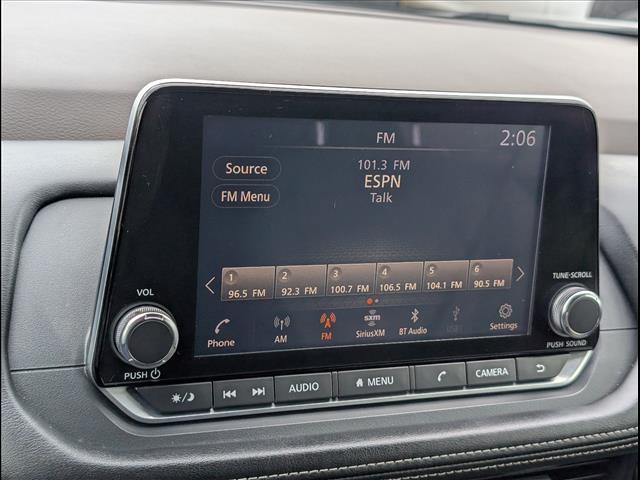 FM
2:06
Source
101.3 FM
ESPN
FM Menu
Talk
1 2 3 4 5 6
96.5 FM 92.3 FM 100.7 FM 106.5 FM 104.1 FM 90.5 FM
Phone AM FM SiriusXM BT Audio USB Settings
sxm
VOL
PUSH
TUNE·SCROLL
PUSH SOUND
AUDIO MENU CAMERA